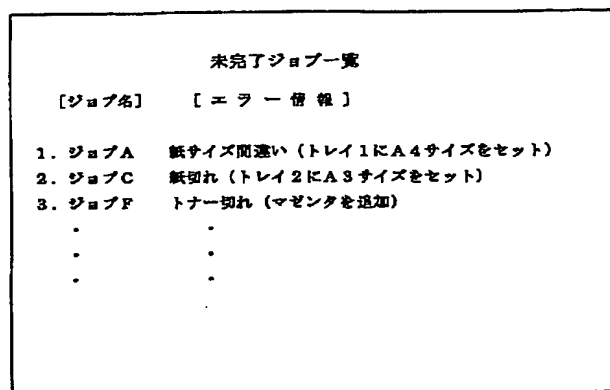 未完了ジョブ一覧
[ジョブ名] [エラー情報]
1. ジョブA 紙サイズ間違い（トレイ1にA4サイズをセット）
2. ジョブC 紙切れ（トレイ2にA3サイズをセット）
3. ジョブF トナー切れ（マゼンタを追加）
・ ・
・ ・
・ ・